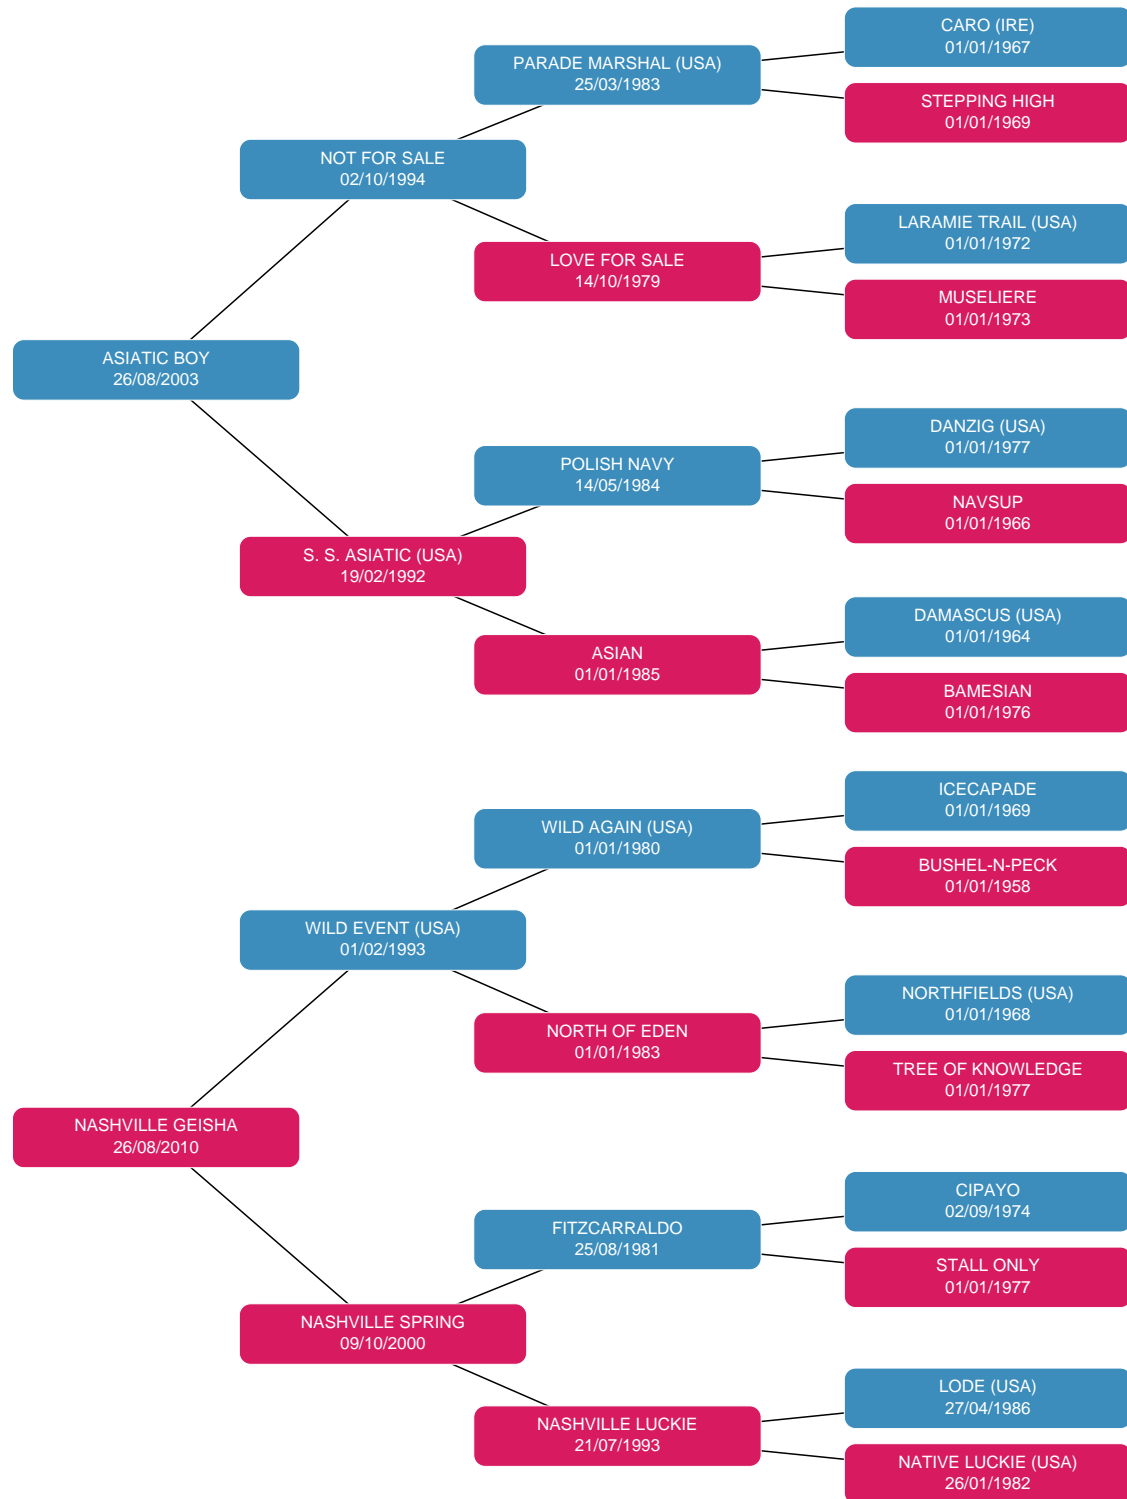 CARO (IRE)
01/01/1967
PARADE MARSHAL (USA)
25/03/1983
STEPPING HIGH
01/01/1969
NOT FOR SALE
02/10/1994
LARAMIE TRAIL (USA)
01/01/1972
LOVE FOR SALE
14/10/1979
MUSELIERE
01/01/1973
ASIATIC BOY
26/08/2003
DANZIG (USA)
01/01/1977
POLISH NAVY
14/05/1984
NAVSUP
01/01/1966
S. S. ASIATIC (USA)
19/02/1992
DAMASCUS (USA)
01/01/1964
ASIAN
01/01/1985
BAMESIAN
01/01/1976
ICECAPADE
01/01/1969
WILD AGAIN (USA)
01/01/1980
BUSHEL-N-PECK
01/01/1958
WILD EVENT (USA)
01/02/1993
NORTHFIELDS (USA)
01/01/1968
NORTH OF EDEN
01/01/1983
TREE OF KNOWLEDGE
01/01/1977
NASHVILLE GEISHA
26/08/2010
CIPAYO
02/09/1974
FITZCARRALDO
25/08/1981
STALL ONLY
01/01/1977
NASHVILLE SPRING
09/10/2000
LODE (USA)
27/04/1986
NASHVILLE LUCKIE
21/07/1993
NATIVE LUCKIE (USA)
26/01/1982